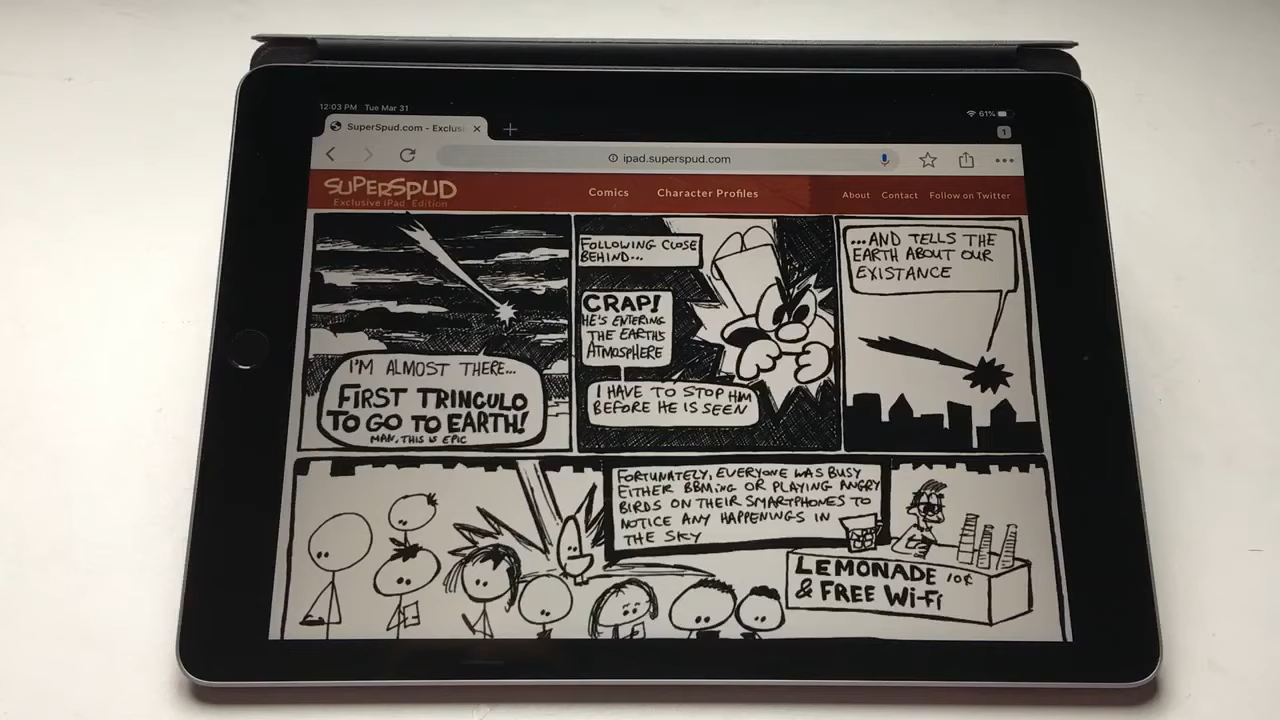 12:03 PM Tue Mar 31
61%
SuperSpud.com - Exclusi
1
ipad.superspud.com
SUPERSPUD
Exclusive iPad Edition
Comics
Character Profiles
About
Contact
Follow on Twitter
I'M ALMOST THERE...
FIRST TRINGULO
TO GO TO EARTH!
MAN, THIS IS EPIC
FOLLOWING CLOSE
BEHIND...
CRAP!
HE'S ENTERING
THE EARTHS
ATMOSPHERE
I HAVE TO STOP HIM
BEFORE HE IS SEEN
...AND TELLS THE
EARTH ABOUT OUR
EXISTANCE
FORTUNATELY, EVERYONE WAS BUSY
EITHER BBMING OR PLAYING ANGRY
BIRDS ON THEIR SMARTPHONES TO
NOTICE ANY HAPPENINGS IN
THE SKY
LEMONADE 10¢
& FREE Wi-Fi